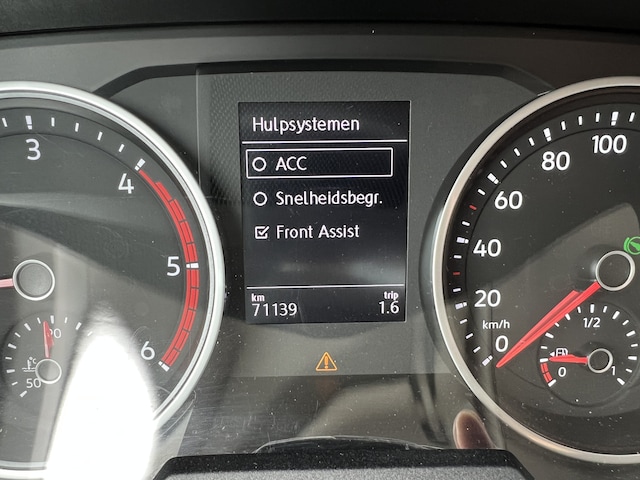 Hulpsystemen
ACC
Snelheidsbegr.
Front Assist
km
71139
trip
1.6
3
4
5
6
90
50
0
20
40
60
80
100
km/h
1/2
0
1